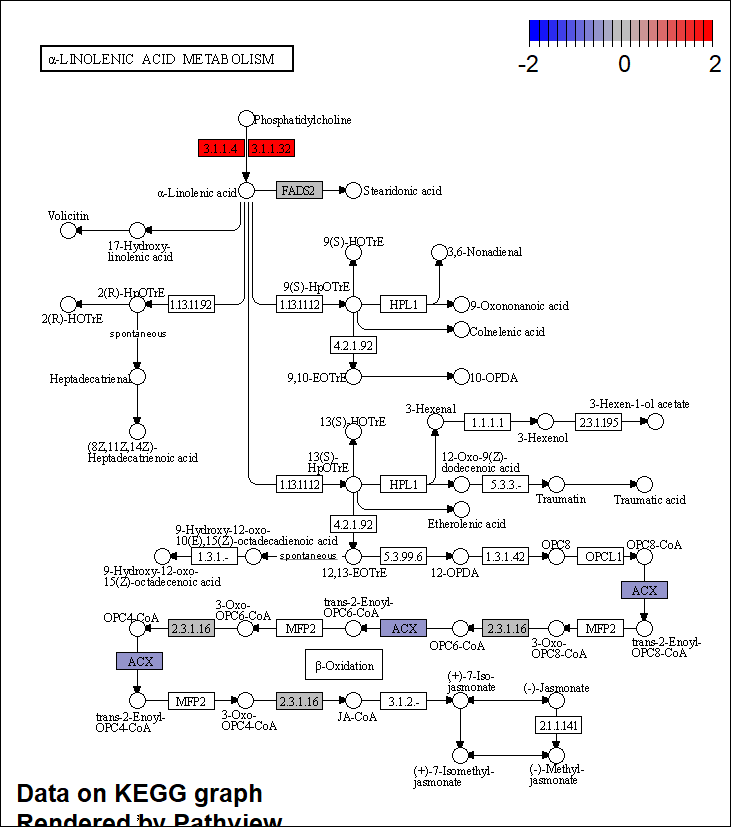 -2 0 2
α-LINOLENIC ACID METABOLISM
Phosphatidylcholine
3.1.1.4 3.1.1.32
α-Linolenic acid FADS2 Stearidonic acid
Volicitin
17-Hydroxy-
linolenic acid
9(S)-HOTrE
3,6-Nonadienal
2(R)-HpOTrE
9(S)-HpOTrE
1.13.11.92
1.13.11.12
HPL1
9-Oxononanoic acid
2(R)-HOTrE
spontaneous
Colnelenic acid
4.2.1.92
Heptadecatrienal
9,10-EOTrE
10-OPDA
(8Z,11Z,14Z)-
Heptadecatrienoic acid
13(S)-HOTrE
3-Hexenal
1.1.1.1
3-Hexenol
2.3.1.195
3-Hexen-1-ol acetate
13(S)-
HpOTrE
12-Oxo-9(Z)-
dodecenoic acid
1.13.11.12
HPL1
5.3.3.-
Traumatin
Traumatic acid
4.2.1.92
Etherolenic acid
9-Hydroxy-12-oxo-
10(E),15(Z)-octadecadienoic acid
1.3.1.-
spontaneous
9-Hydroxy-12-oxo-
15(Z)-octadecenoic acid
12,13-EOTrE
5.3.99.6
12-OPDA
1.3.1.42
OPC8
OPCL1
OPC8-CoA
ACX
OPC4-CoA
2.3.1.16
3-Oxo-
OPC6-CoA
MFP2
trans-2-Enoyl-
OPC6-CoA
ACX
OPC6-CoA
2.3.1.16
3-Oxo-
OPC8-CoA
MFP2
trans-2-Enoyl-
OPC8-CoA
ACX
β-Oxidation
trans-2-Enoyl-
OPC4-CoA
MFP2
3-Oxo-
OPC4-CoA
2.3.1.16
JA-CoA
3.1.2.-
(+)-7-Iso-
jasmonate
(-)-Jasmonate
2.1.1.141
(+)-7-Isomethyl-
jasmonate
(-)-Methyl-
jasmonate
Data on KEGG graph
Rendered by Pathview